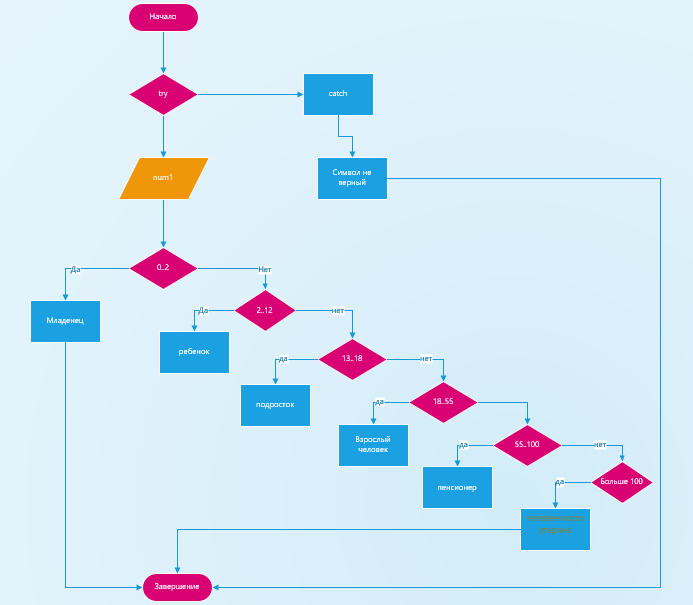 Начало
try
catch
num1
Символ не
верный
0..2
Да
Нет
Младенец
2..12
Да
нет
ребенок
13..18
да
нет
подросток
18..55
да
Взрослый
человек
55..100
да
нет
пенсионер
Больше 100
да
утеряна
Завершение